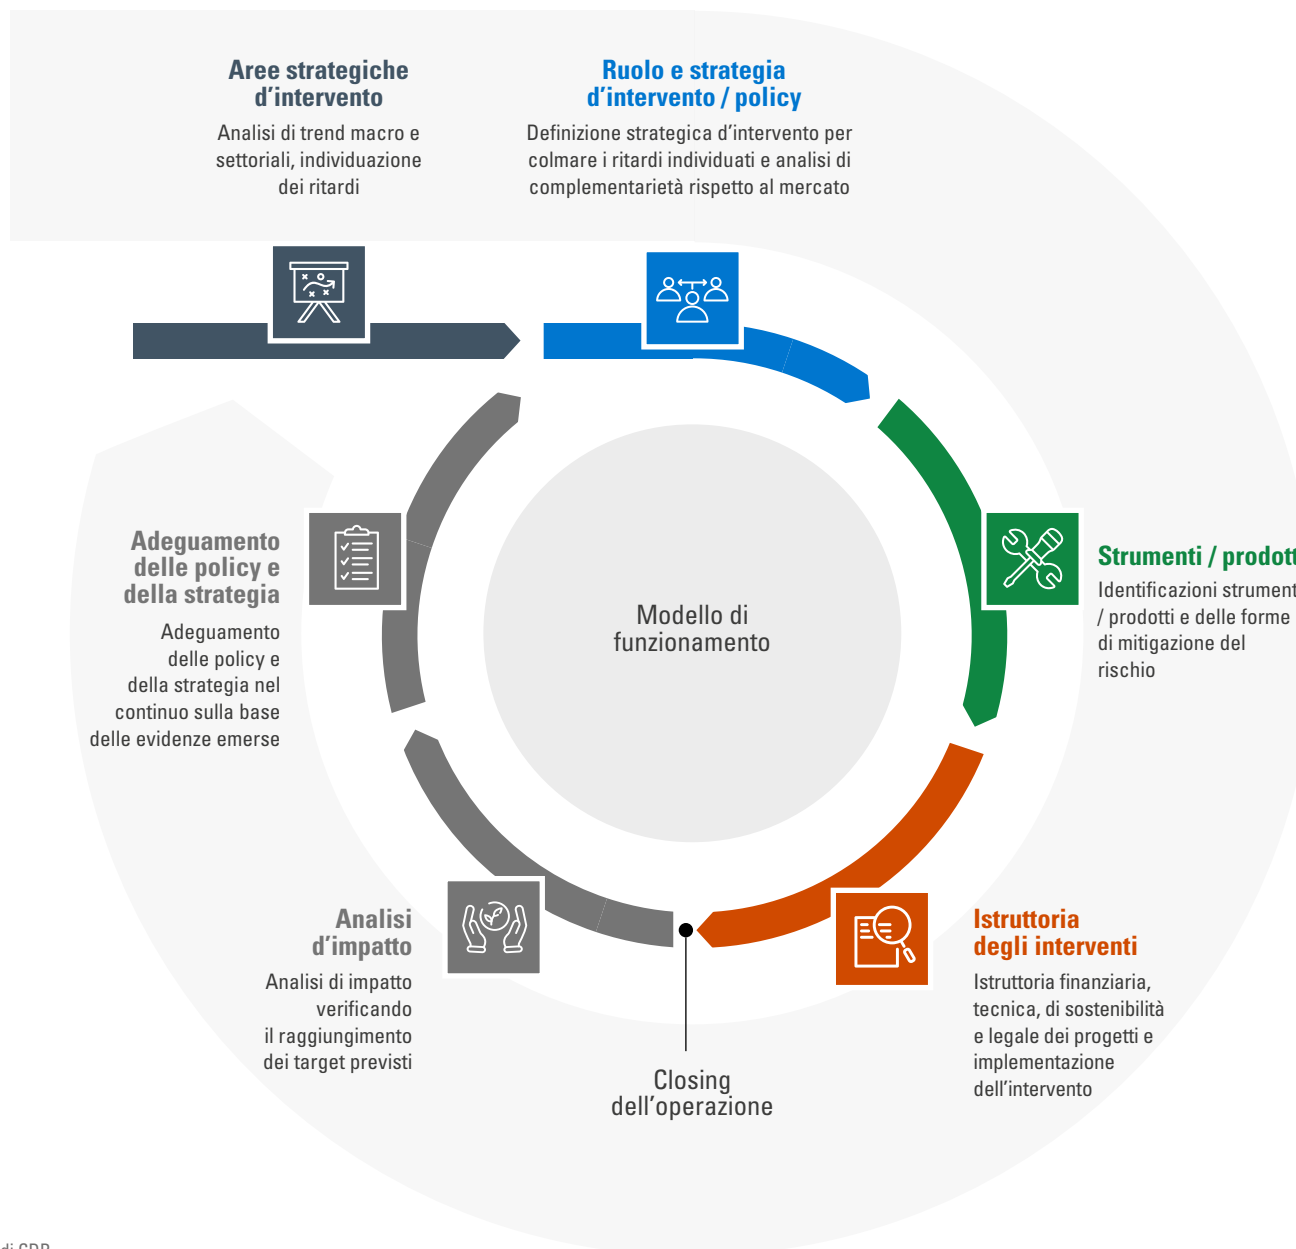 Aree strategiche
d'intervento
Analisi di trend macro e
settoriali, individuazione
dei ritardi
Ruolo e strategia
d'intervento / policy
Definizione strategica d'intervento per
colmare i ritardi individuati e analisi di
complementarietà rispetto al mercato
Strumenti / prodott
Identificazioni strument
/ prodotti e delle forme
di mitigazione del
rischio
Modello di
funzionamento
Adeguamento
delle policy e
della strategia
Adeguamento
delle policy e
della strategia nel
continuo sulla base
delle evidenze emerse
Analisi
d'impatto
Analisi di impatto
verificando
il raggiungimento
dei target previsti
Closing
dell'operazione
Istruttoria
degli interventi
Istruttoria finanziaria,
tecnica, di sostenibilità
e legale dei progetti e
implementazione
dell'intervento